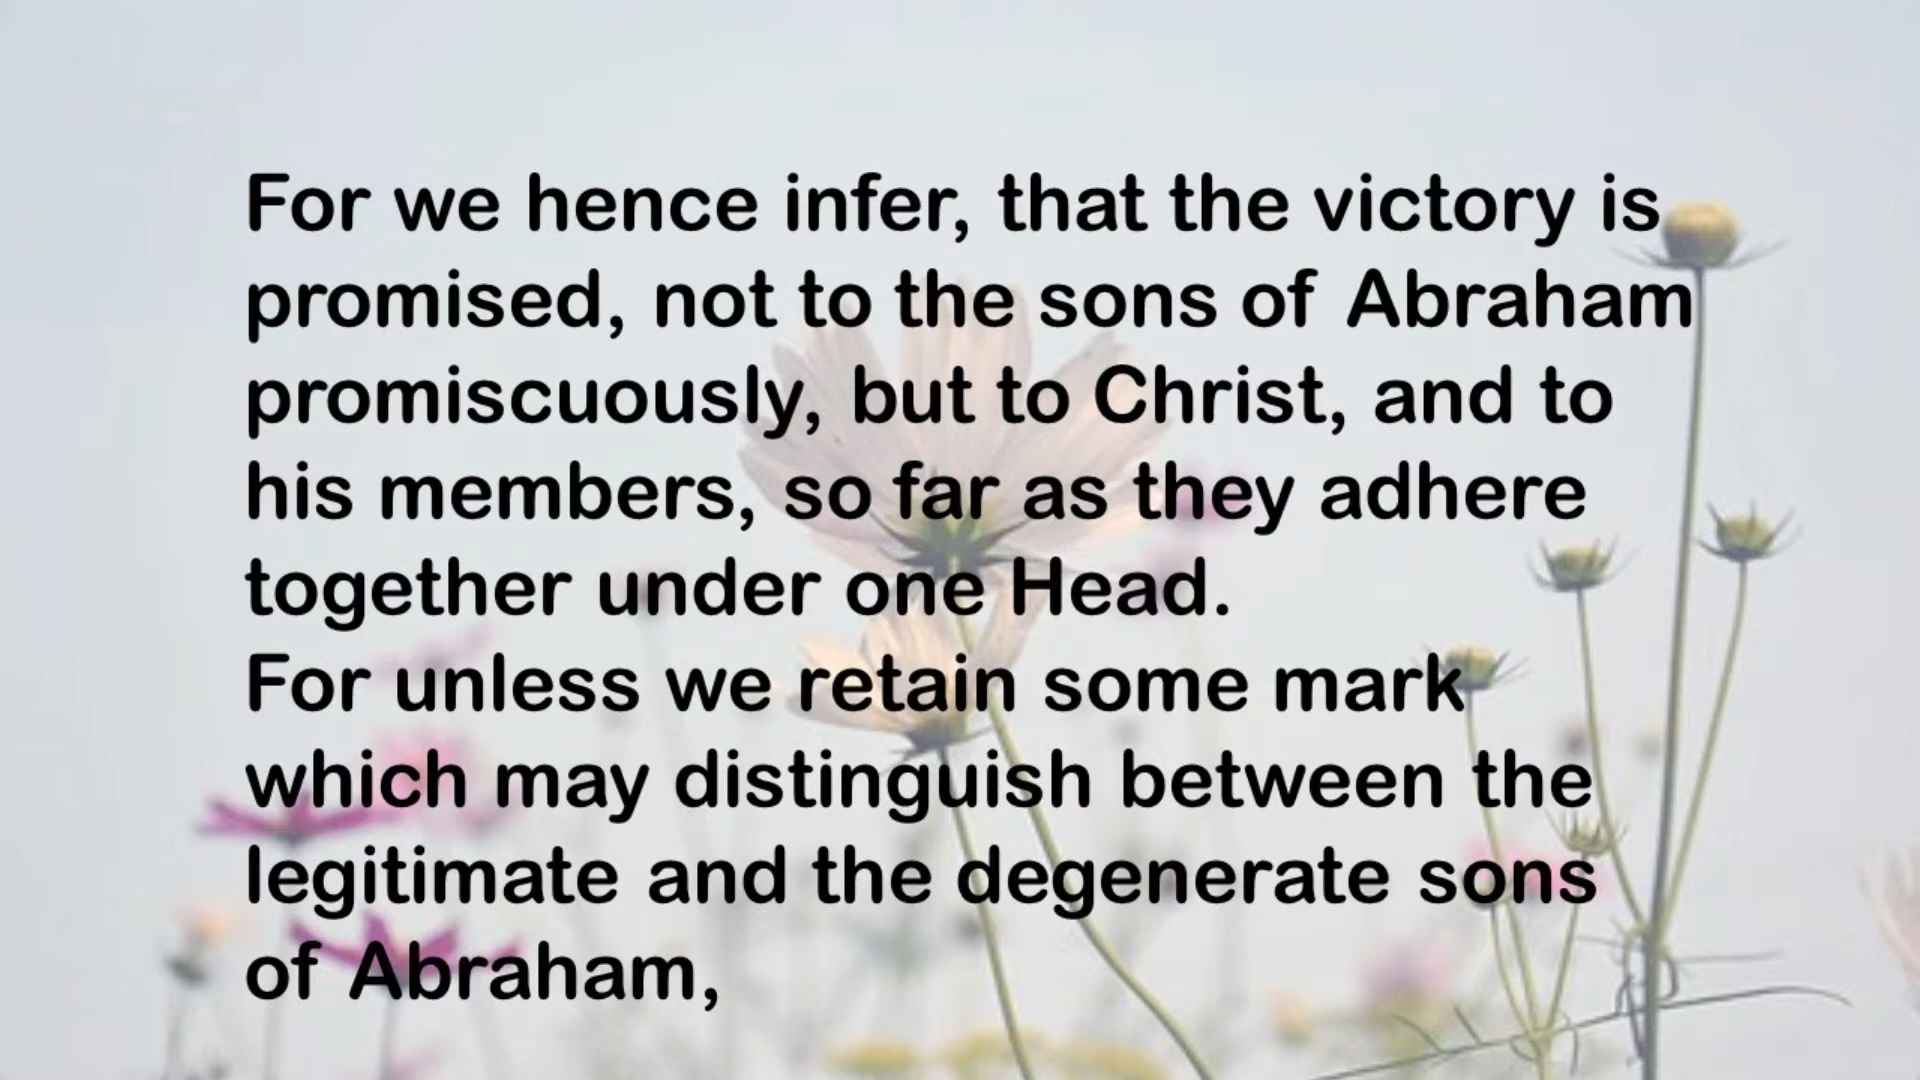 For we hence infer, that the victory is
promised, not to the sons of Abraham
promiscuously, but to Christ, and to
his members, so far as they adhere
together under one Head.
For unless we retain some mark
which may distinguish between the
legitimate and the degenerate sons
of Abraham,